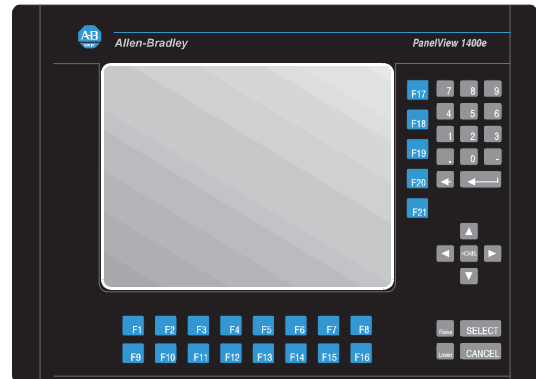 AB
Allen-Bradley
PanelView 1400e
F17
7 8 9
F18
4 5 6
F19
1 2 3
. 0 -
F20
F21
HOME
F1 F2 F3 F4 F5 F6 F7 F8
Raise SELECT
F9 F10 F11 F12 F13 F14 F15 F16
Lower CANCEL